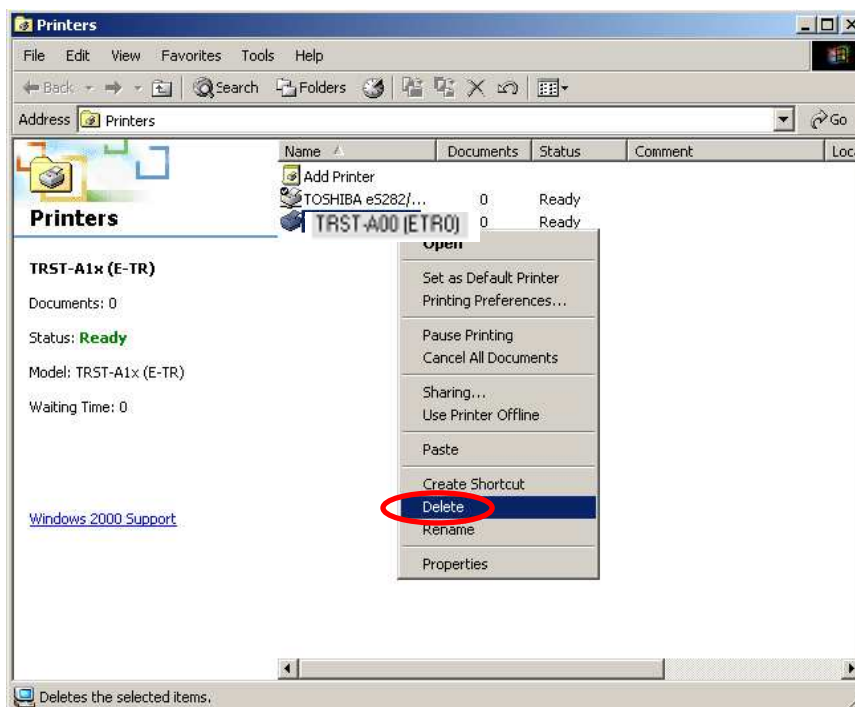 Printers
File Edit View Favorites Tools Help
Back Search Folders
Address Printers Go
Name Documents Status Comment Loc
Add Printer
TOSHIBA eS282/... 0 Ready
TRST-A00 (ETR0) 0 Ready
Printers
TRST-A1x (E-TR)
Documents: 0
Status: Ready
Model: TRST-A1x (E-TR)
Waiting Time: 0
Windows 2000 Support
Open
Set as Default Printer
Printing Preferences...
Pause Printing
Cancel All Documents
Sharing...
Use Printer Offline
Paste
Create Shortcut
Delete
Rename
Properties
Deletes the selected items.